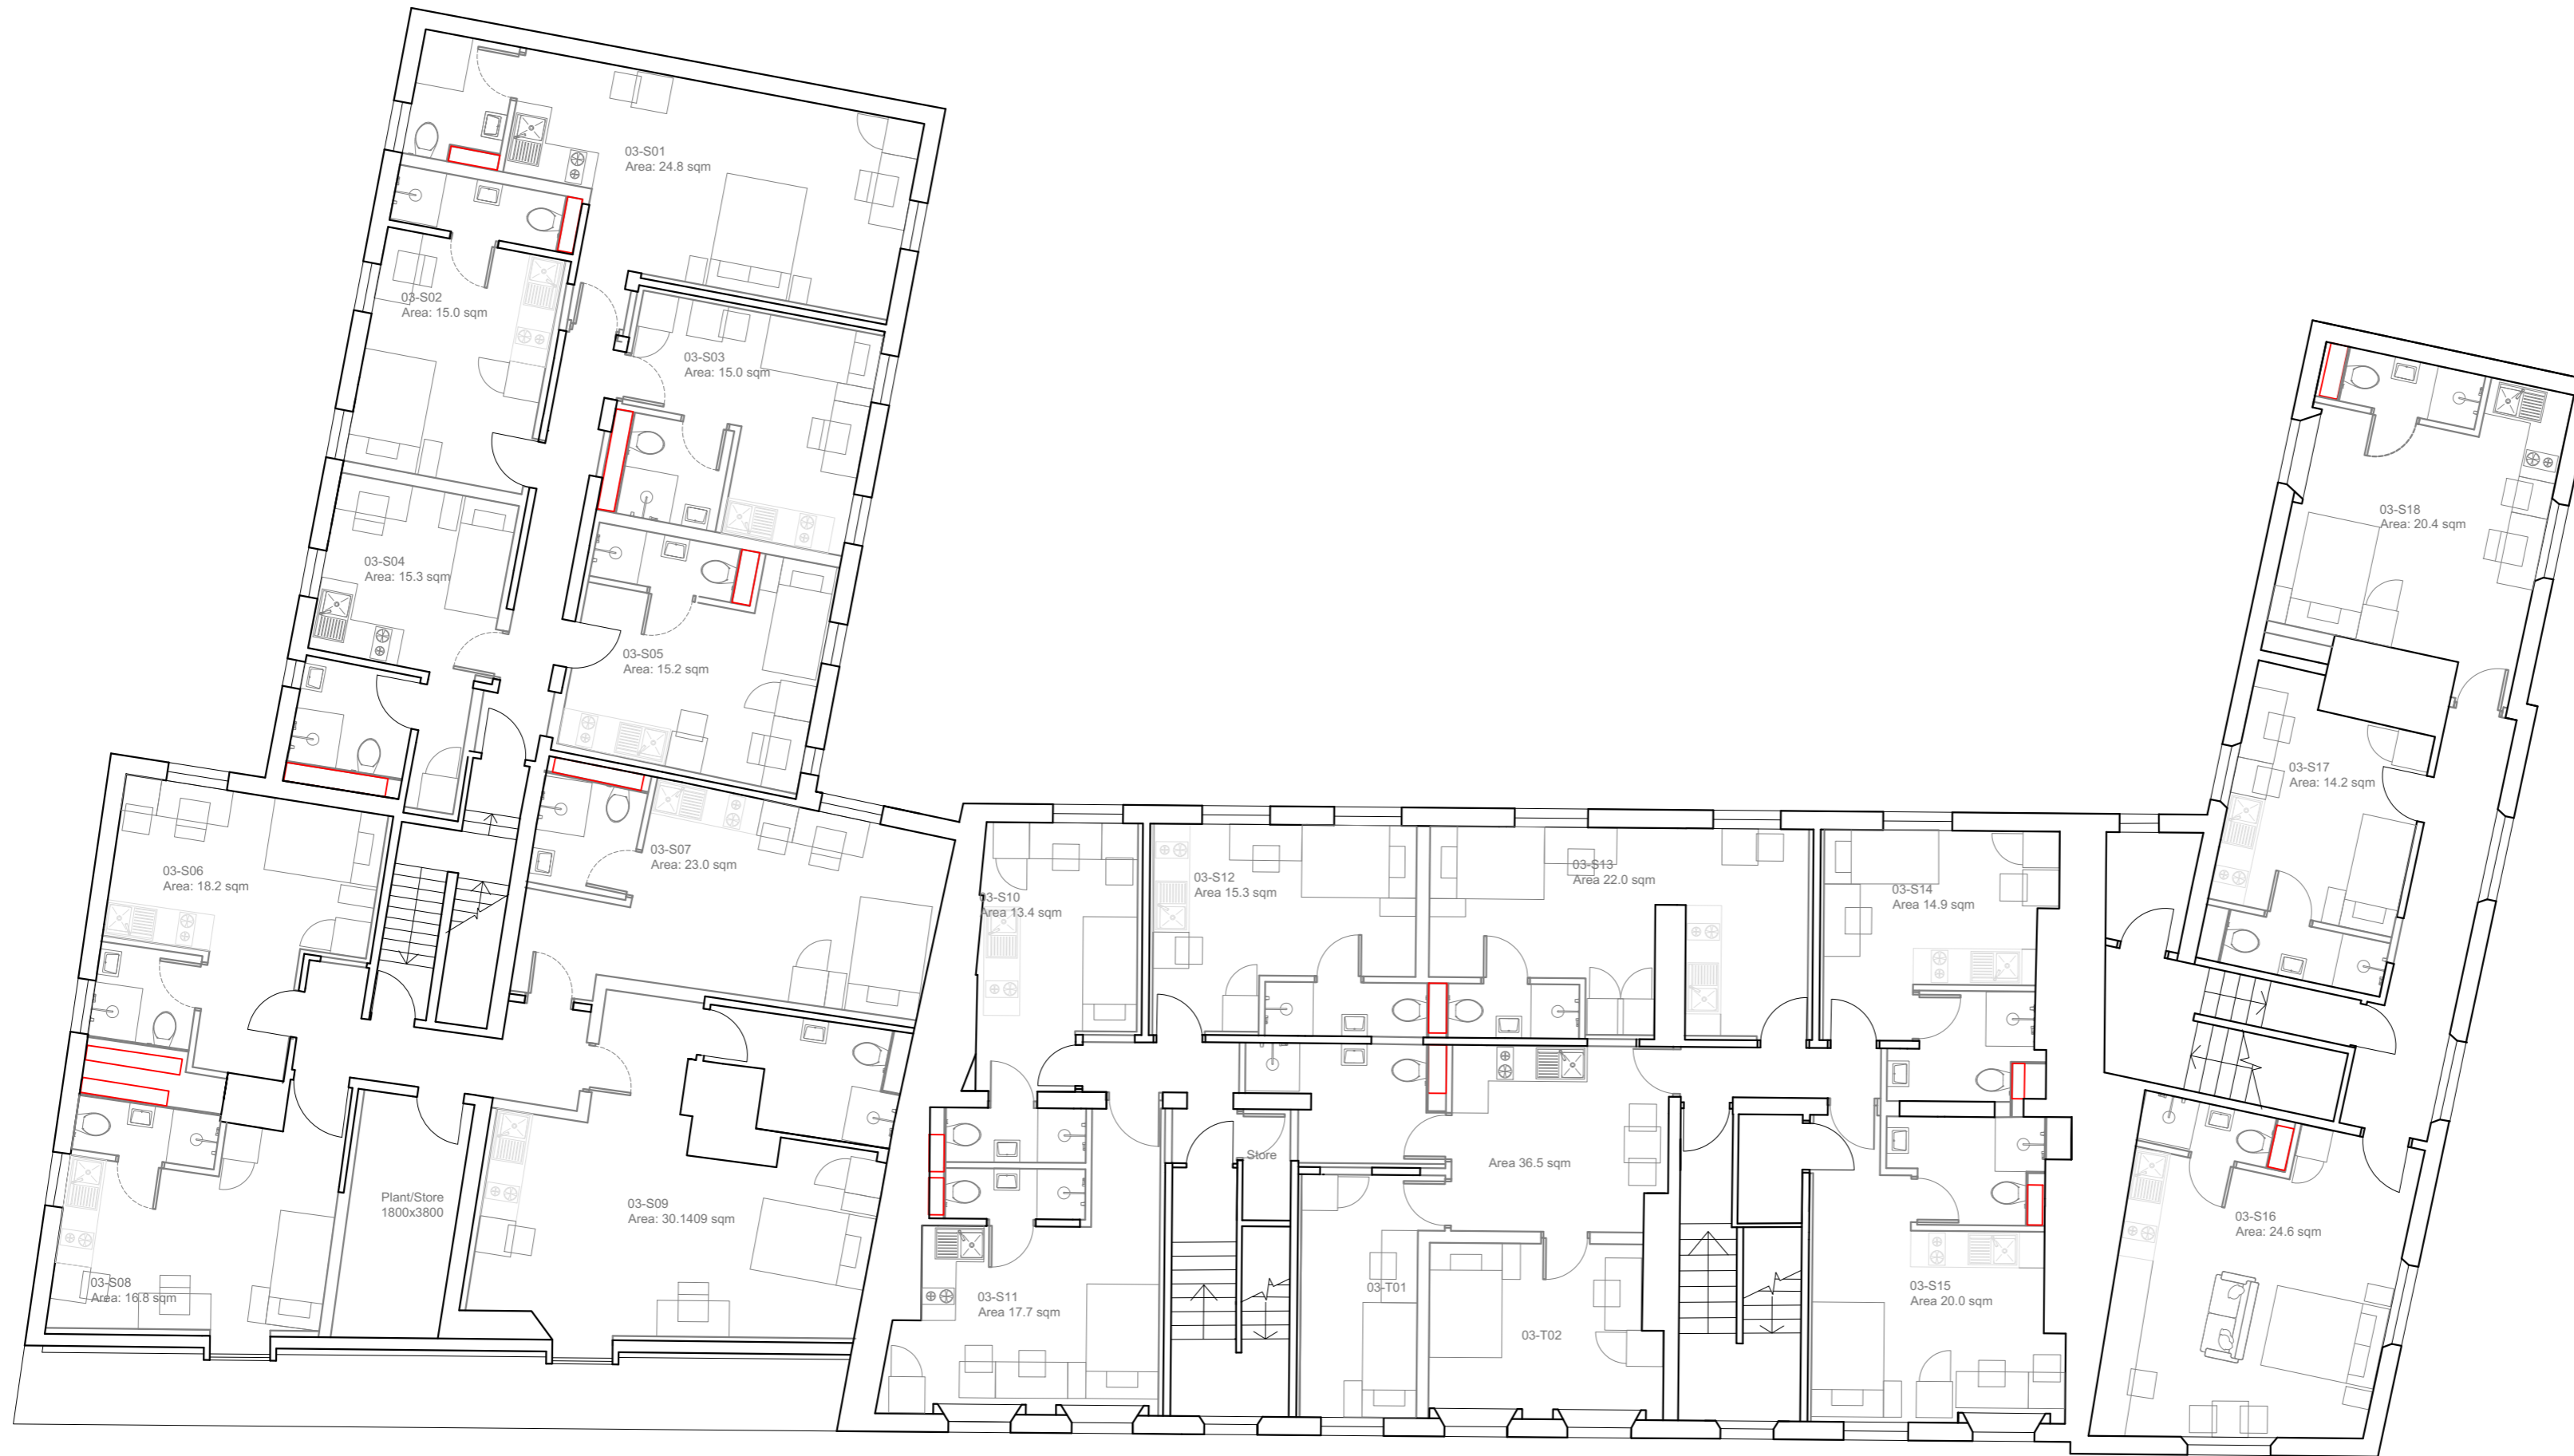 03-S01
Area: 24.8 sqm
03-S02
Area: 15.0 sqm
03-S03
Area: 15.0 sqm
03-S04
Area: 15.3 sqm
03-S05
Area: 15.2 sqm
03-S06
Area: 18.2 sqm
03-S07
Area: 23.0 sqm
03-S08
Area: 16.8 sqm
Plant/Store
1800x3800
03-S09
Area: 30.1409 sqm
03-S10
Area 13.4 sqm
03-S11
Area 17.7 sqm
03-S12
Area 15.3 sqm
03-S13
Area 22.0 sqm
03-S14
Area 14.9 sqm
Store
Area 36.5 sqm
03-T01
03-T02
03-S15
Area 20.0 sqm
03-S16
Area: 24.6 sqm
03-S17
Area: 14.2 sqm
03-S18
Area: 20.4 sqm